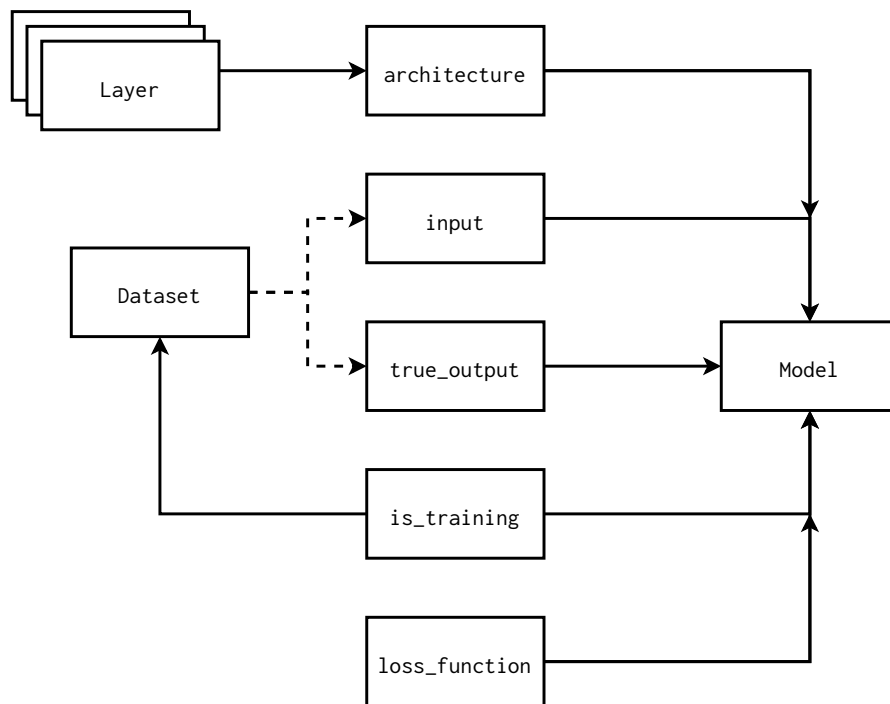 Layer
architecture
input
Dataset
true_output
Model
is_training
loss_function